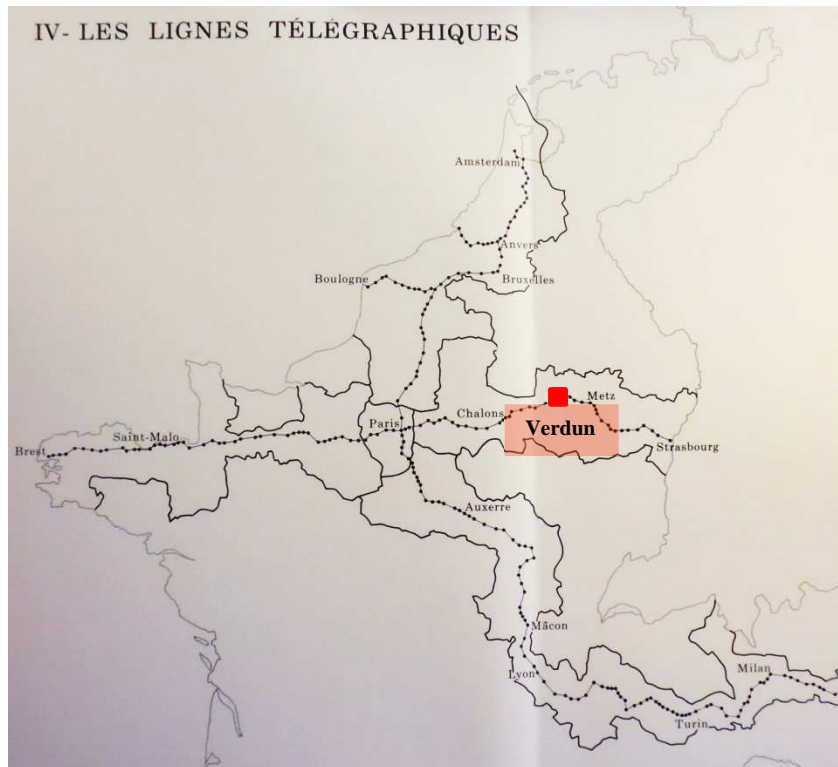 IV- LES LIGNES TÉLÉGRAPHIQUES
Amsterdam
Anvers
Boulogne
Bruxelles
Metz
Chalons
Paris
Verdun
Saint-Malo
Brest
Strasbourg
Auxerre
Mâcon
Lyon
Milan
Turin